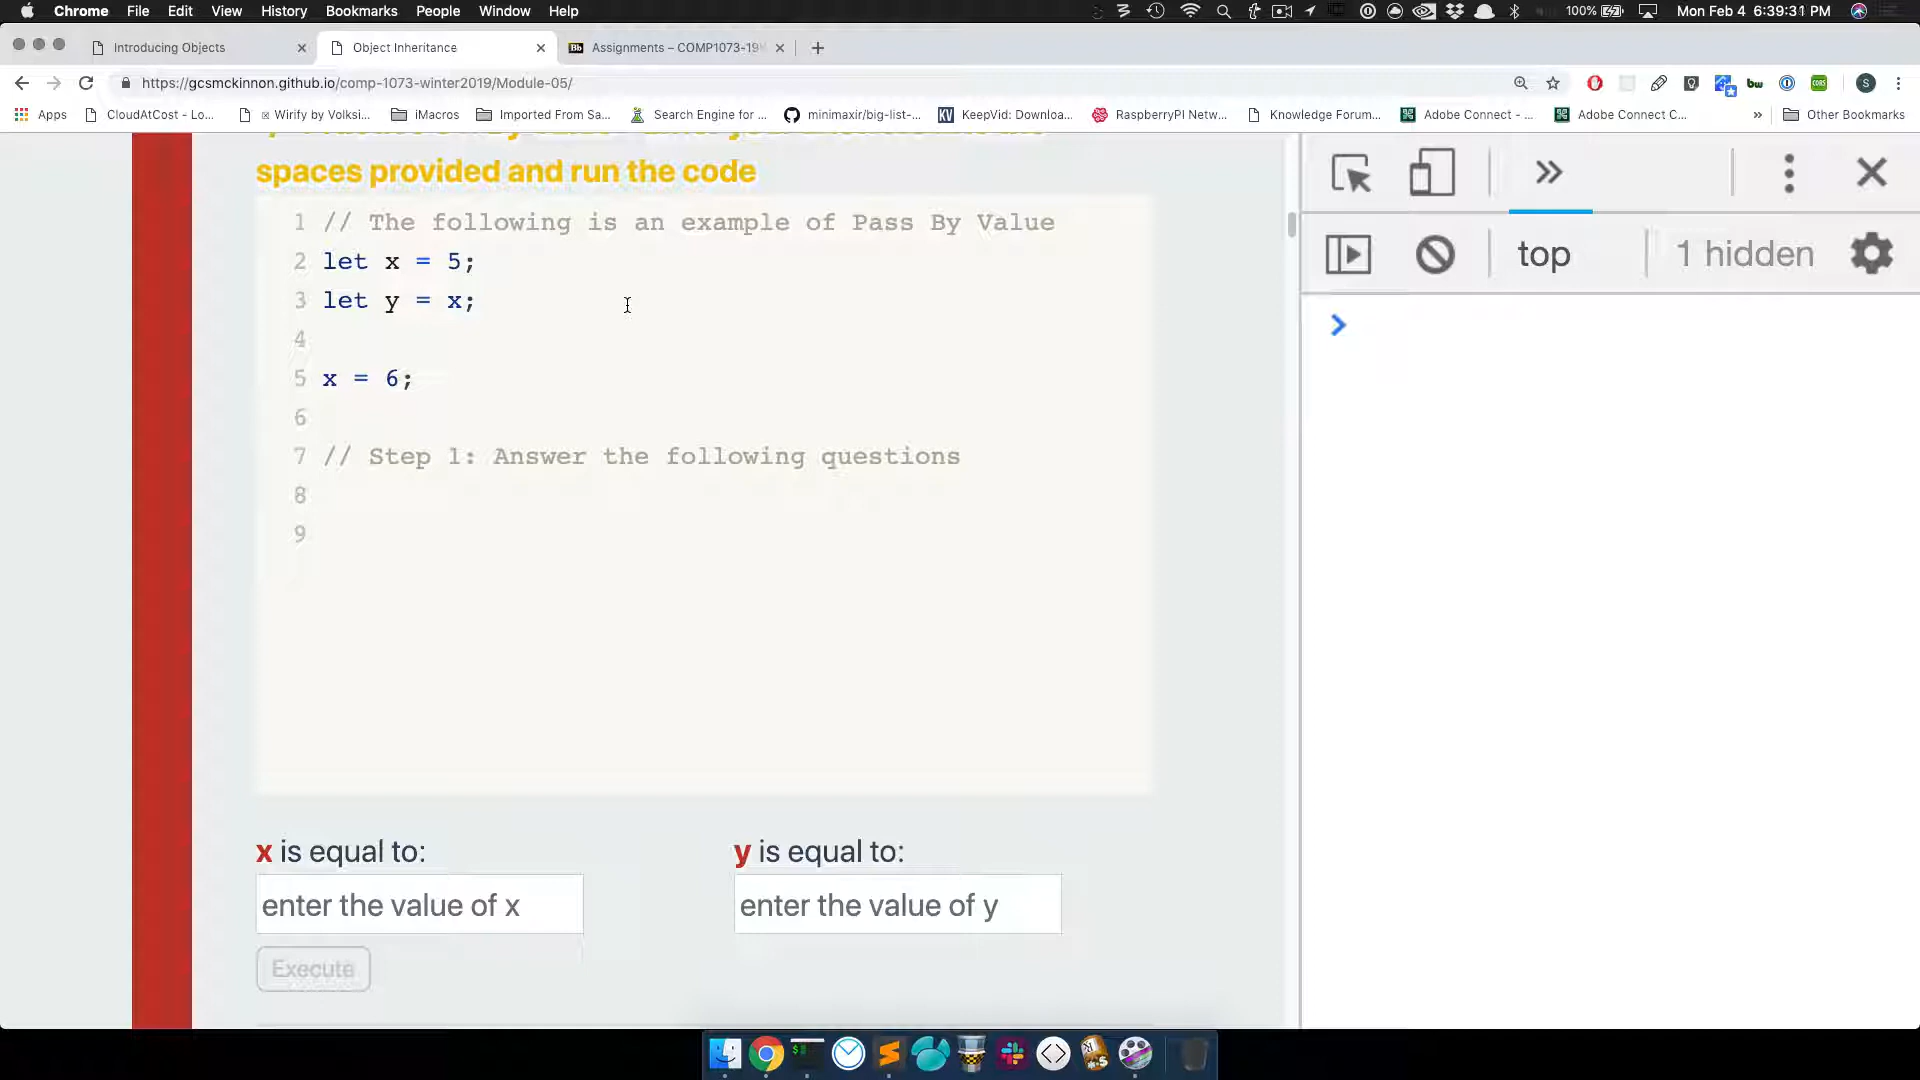 Chrome File Edit View History Bookmarks People Window Help 100% Mon Feb 4 6:39:31 PM
Introducing Objects Object Inheritance Bb Assignments – COMP1073-19
https://gcsmckinnon.github.io/comp-1073-winter2019/Module-05/
Apps CloudAtCost - Lo... Wirify by Volksi... iMacros Imported From Sa... Search Engine for ... minimaxir/big-list-... KV KeepVid: Downloa... RaspberryPI Netw... Knowledge Forum... Adobe Connect - ... Adobe Connect C... » Other Bookmarks
spaces provided and run the code
1 // The following is an example of Pass By Value
2 let x = 5;
3 let y = x;
4
5 x = 6;
6
7 // Step 1: Answer the following questions
8
9
x is equal to:
enter the value of x
y is equal to:
enter the value of y
Execute
top 1 hidden